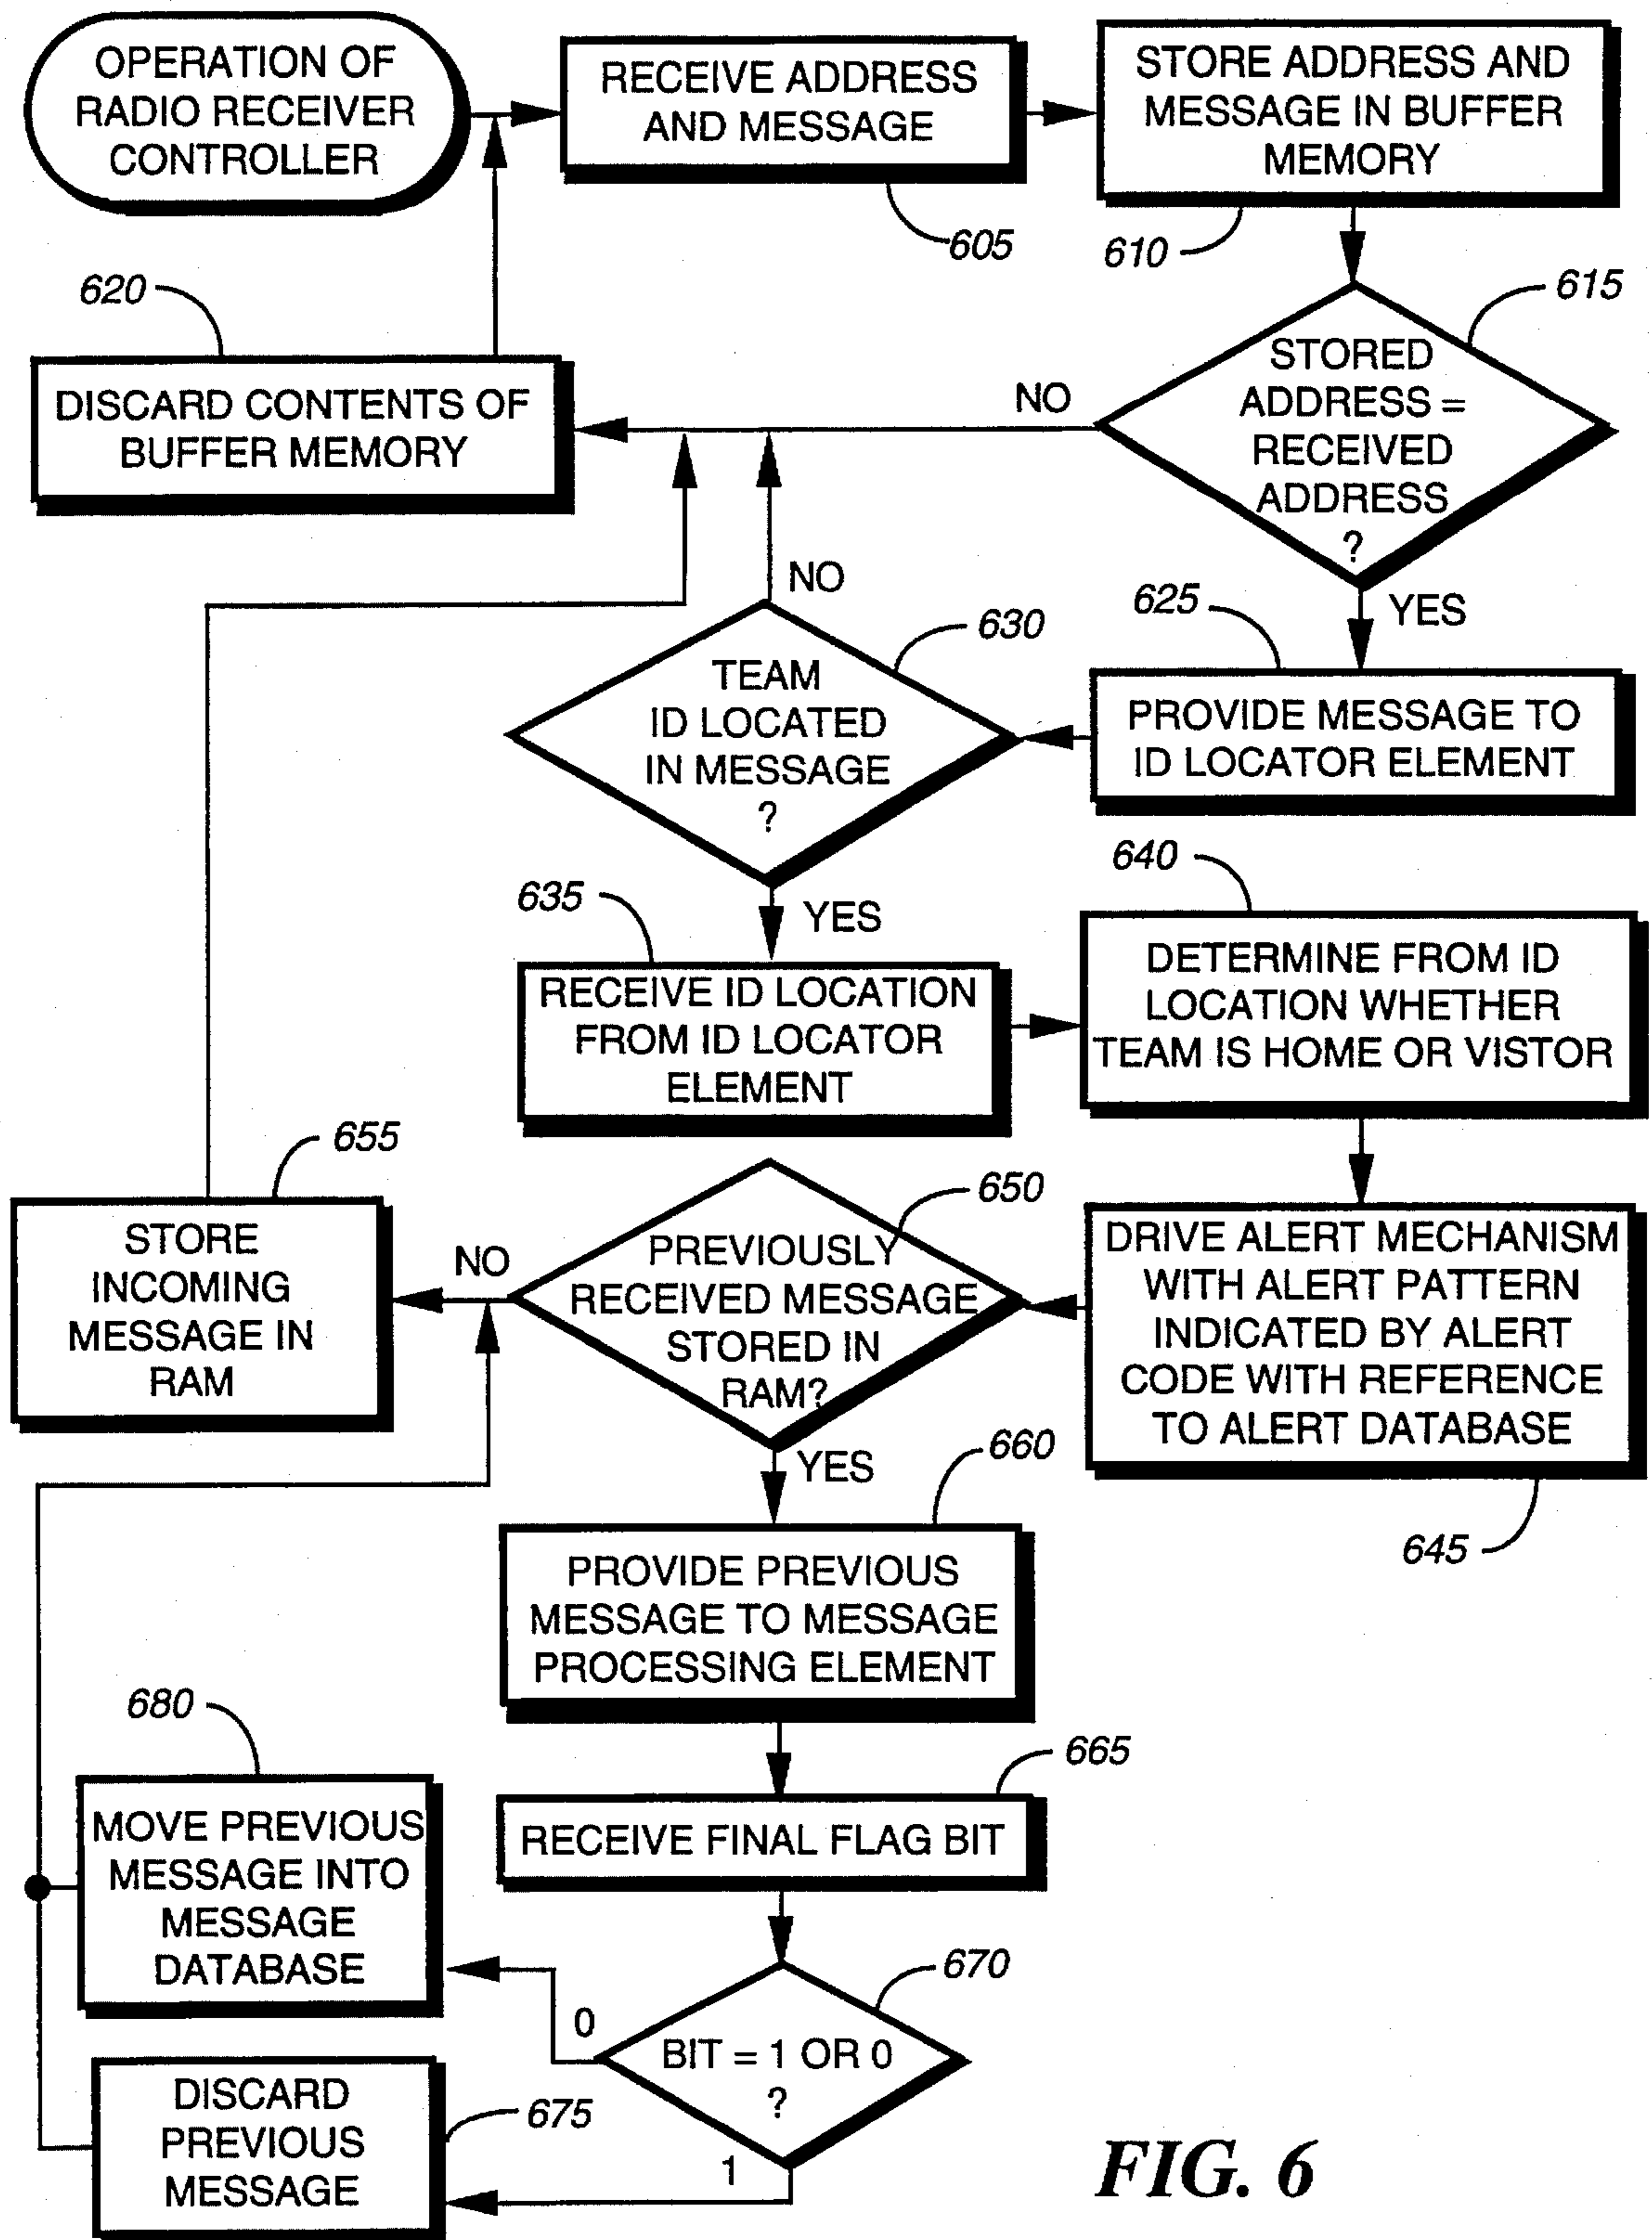 OPERATION OF
RADIO RECEIVER
CONTROLLER
RECEIVE ADDRESS
AND MESSAGE
605
STORE ADDRESS AND
MESSAGE IN BUFFER
MEMORY
610
615
STORED
ADDRESS =
RECEIVED
ADDRESS
?
NO
YES
620
DISCARD CONTENTS OF
BUFFER MEMORY
625
PROVIDE MESSAGE TO
ID LOCATOR ELEMENT
NO
630
TEAM
ID LOCATED
IN MESSAGE
?
YES
635
RECEIVE ID LOCATION
FROM ID LOCATOR
ELEMENT
640
DETERMINE FROM ID
LOCATION WHETHER
TEAM IS HOME OR VISTOR
DRIVE ALERT MECHANISM
WITH ALERT PATTERN
INDICATED BY ALERT
CODE WITH REFERENCE
TO ALERT DATABASE
645
650
PREVIOUSLY
RECEIVED MESSAGE
STORED IN
RAM?
NO
YES
655
STORE
INCOMING
MESSAGE IN
RAM
660
PROVIDE PREVIOUS
MESSAGE TO MESSAGE
PROCESSING ELEMENT
665
RECEIVE FINAL FLAG BIT
670
BIT = 1 OR 0
?
0
1
680
MOVE PREVIOUS
MESSAGE INTO
MESSAGE
DATABASE
DISCARD
PREVIOUS
MESSAGE
675
FIG. 6